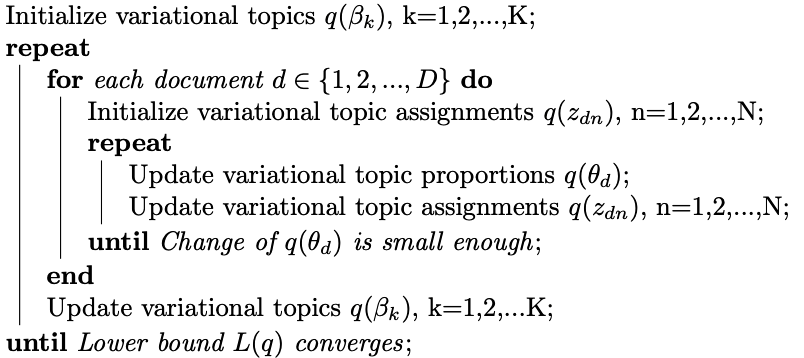 Initialize variational topics q(β_k), k=1,2,...,K;
repeat
for each document d ∈ {1, 2, ..., D} do
Initialize variational topic assignments q(z_dn), n=1,2,...,N;
repeat
Update variational topic proportions q(θ_d);
Update variational topic assignments q(z_dn), n=1,2,...,N;
until Change of q(θ_d) is small enough;
end
Update variational topics q(β_k), k=1,2,...K;
until Lower bound L(q) converges;